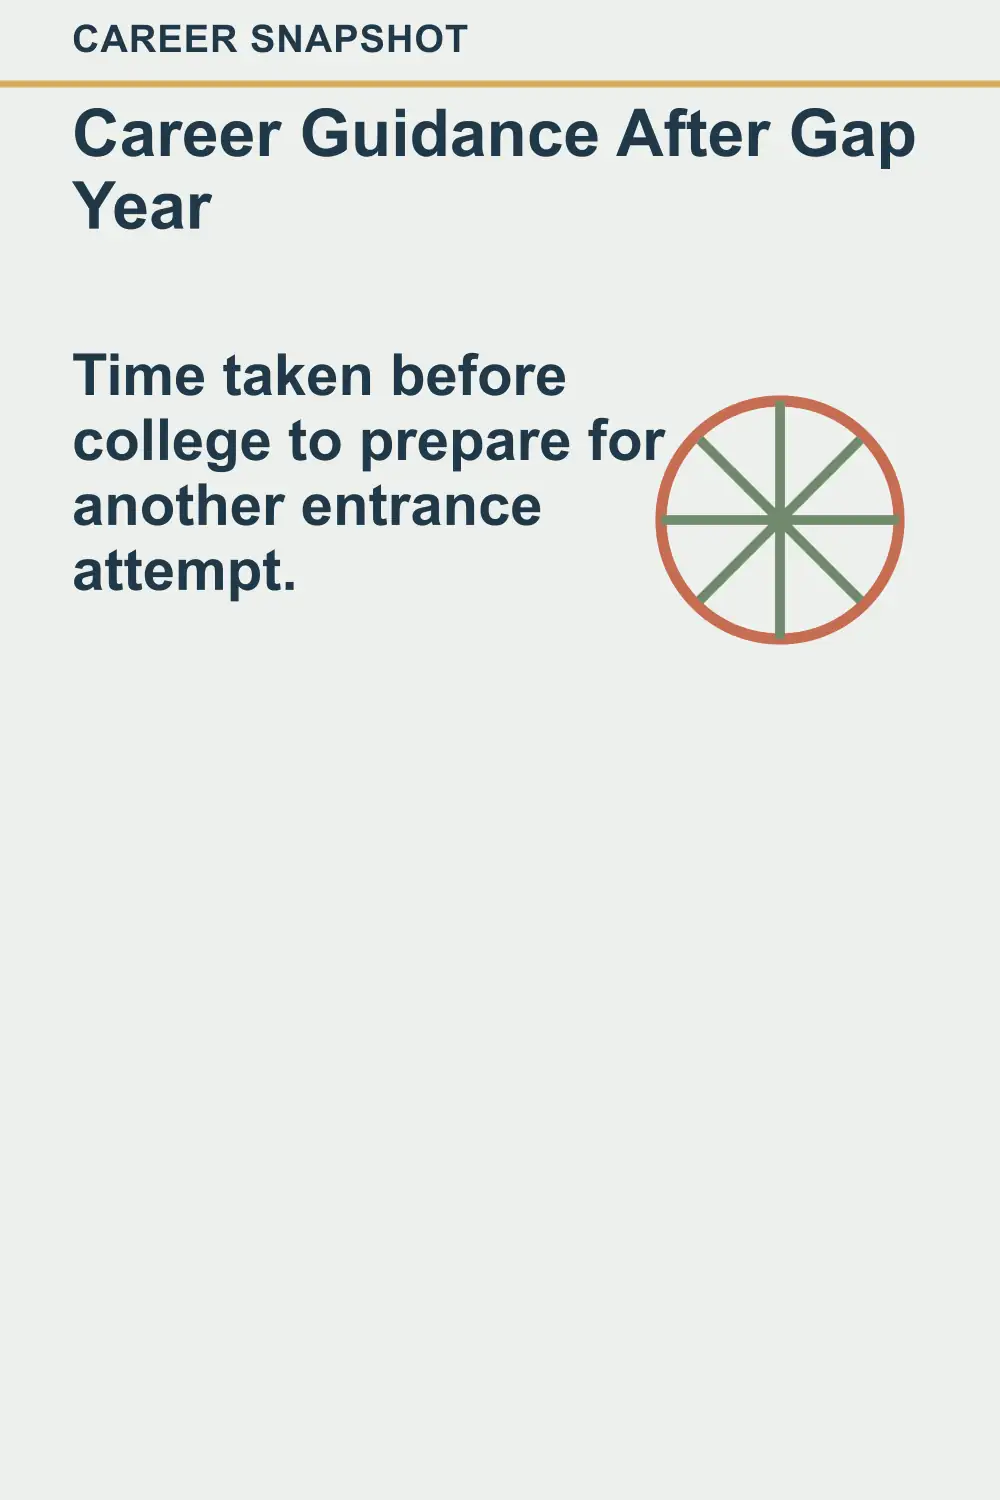 CAREER SNAPSHOT
Career Guidance After Gap
Year
Time taken before
college to prepare for
another entrance
attempt.